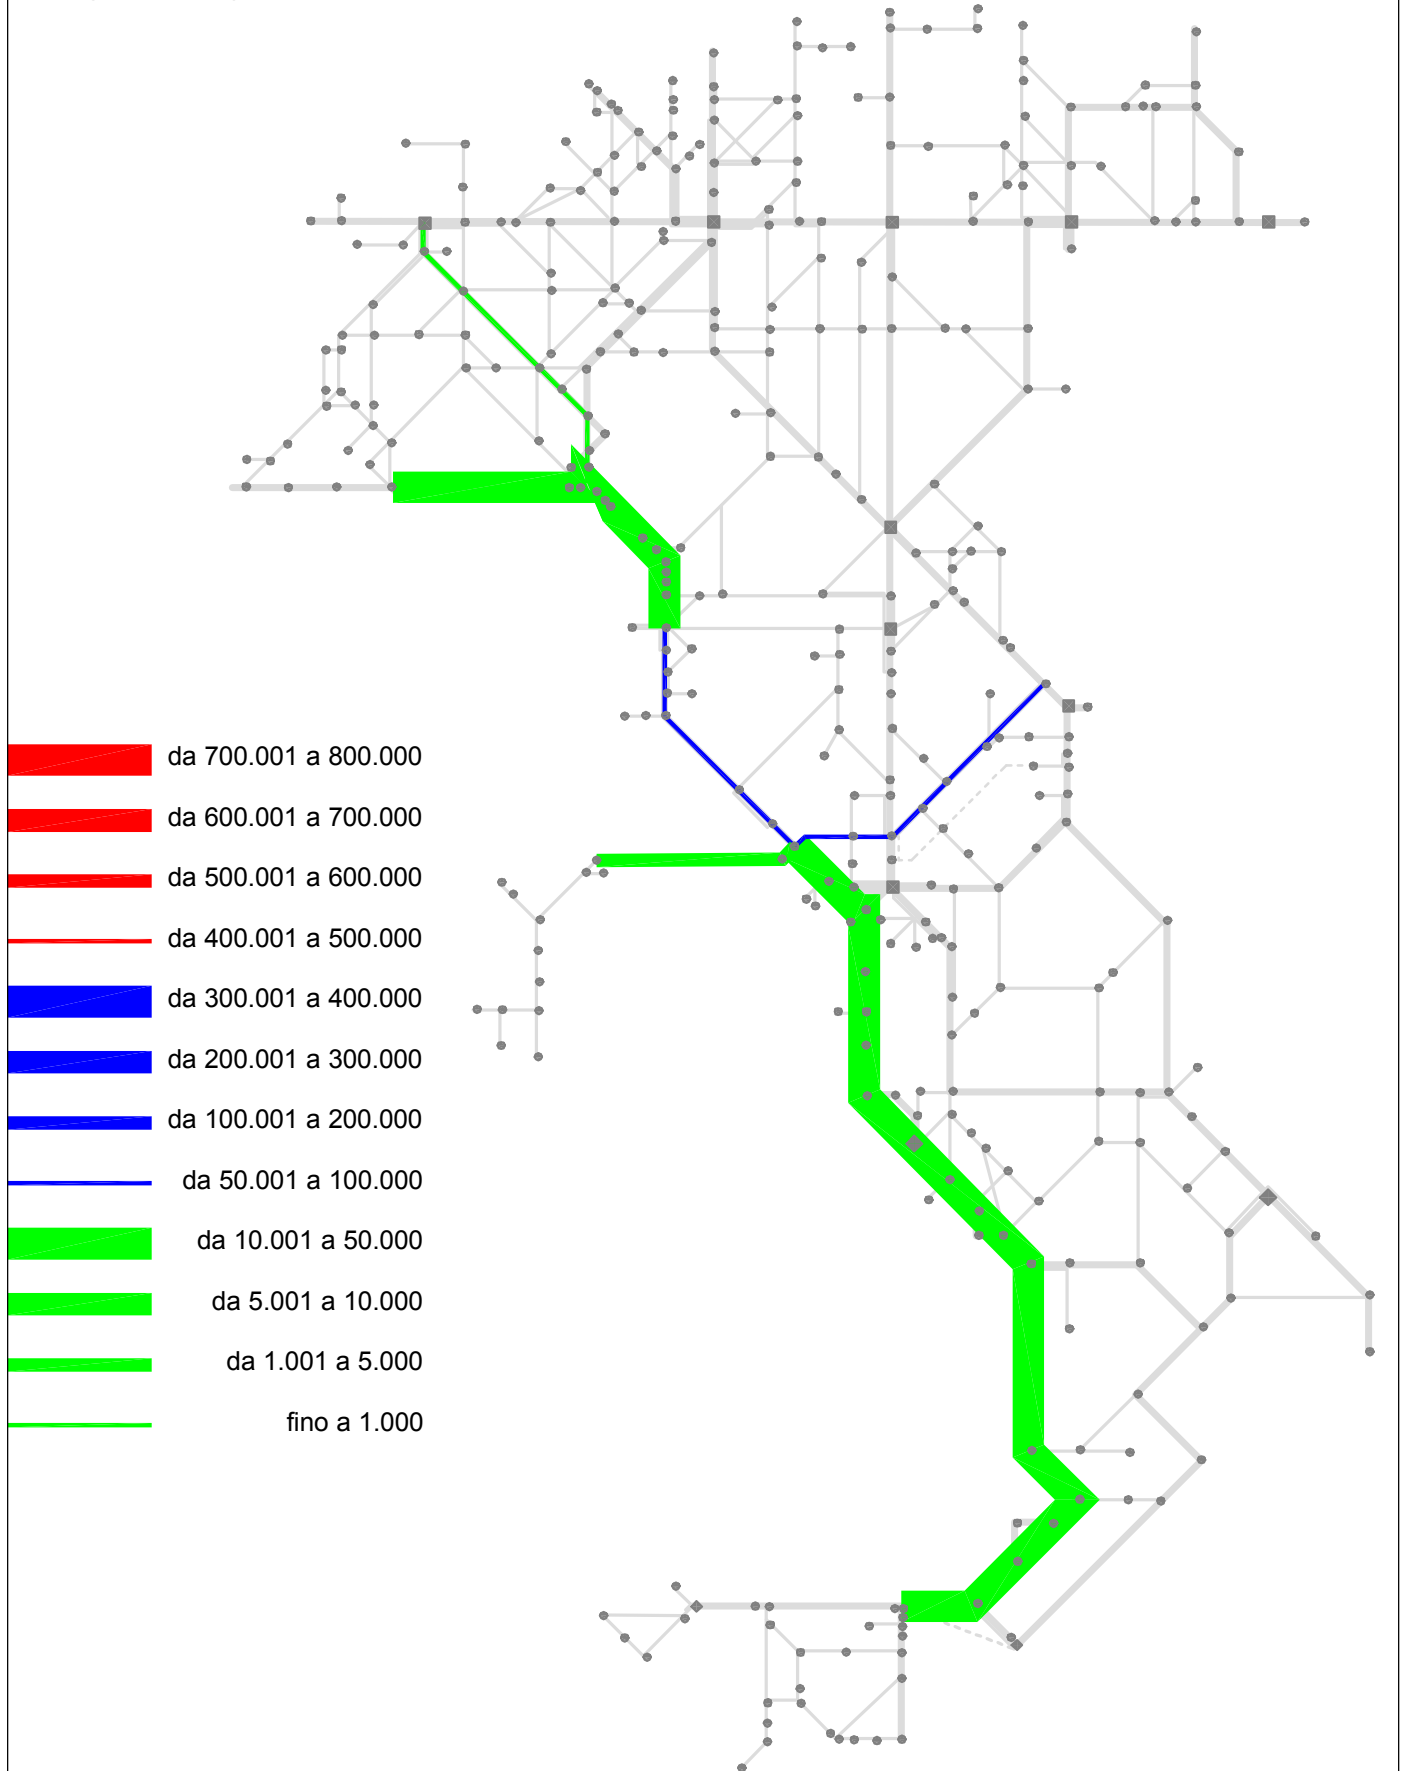 da 700.001 a 800.000
da 600.001 a 700.000
da 500.001 a 600.000
da 400.001 a 500.000
da 300.001 a 400.000
da 200.001 a 300.000
da 100.001 a 200.000
da 50.001 a 100.000
da 10.001 a 50.000
da 5.001 a 10.000
da 1.001 a 5.000
fino a 1.000